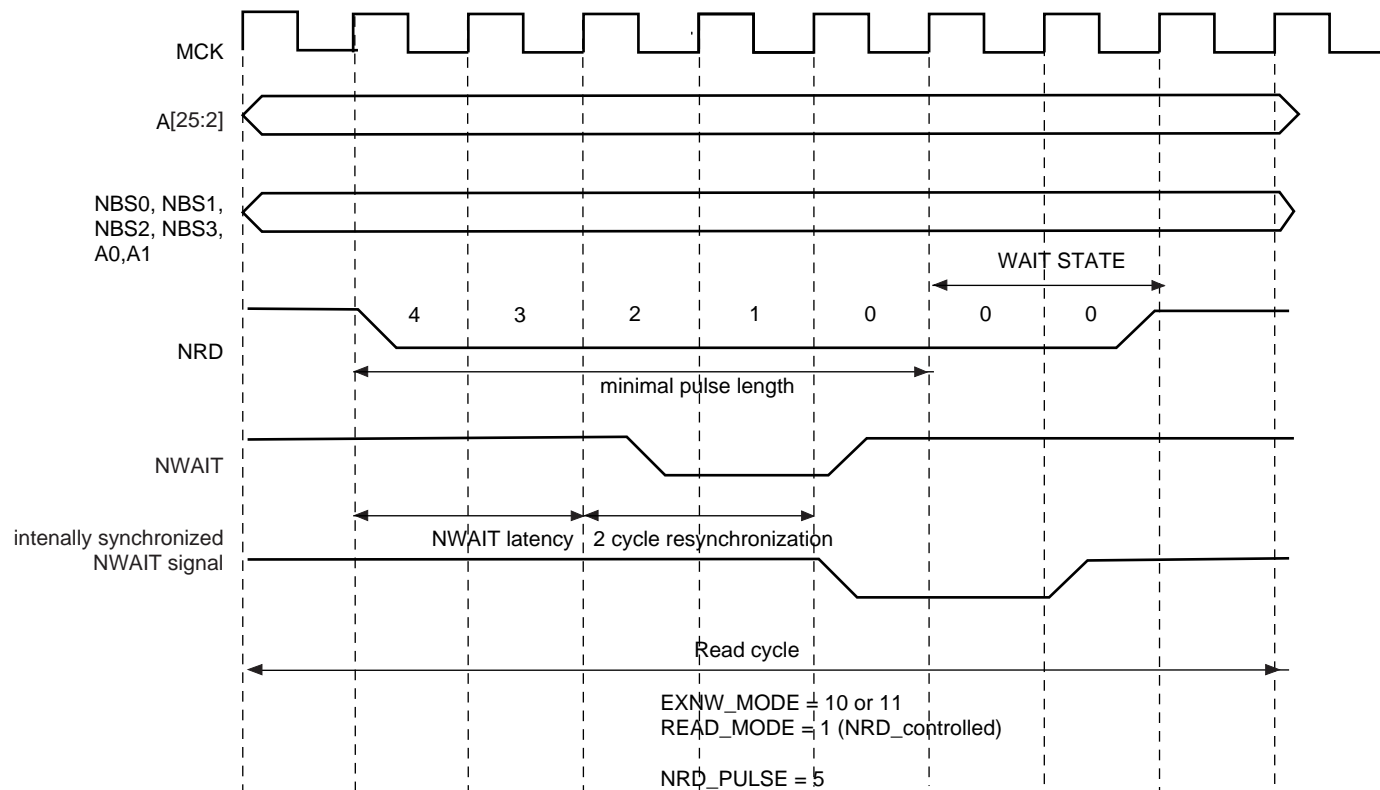 MCK
A[25:2]
NBS0, NBS1,
NBS2, NBS3,
A0,A1
WAIT STATE
4 3 2 1 0 0 0
NRD
minimal pulse length
NWAIT
NWAIT latency 2 cycle resynchronization
intenally synchronized
NWAIT signal
Read cycle
EXNW_MODE = 10 or 11
READ_MODE = 1 (NRD_controlled)
NRD_PULSE = 5